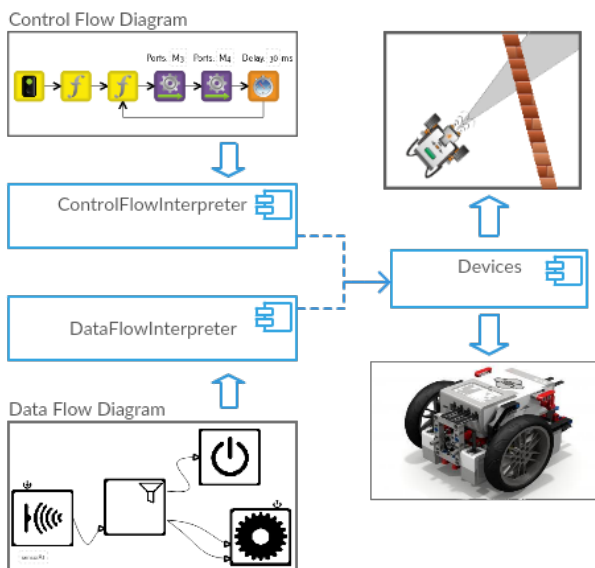 Control Flow Diagram
Ports. M3 Ports. M4 Delay. 30 ms
f f
ControlFlowInterpreter
Devices
DataFlowInterpreter
Data Flow Diagram